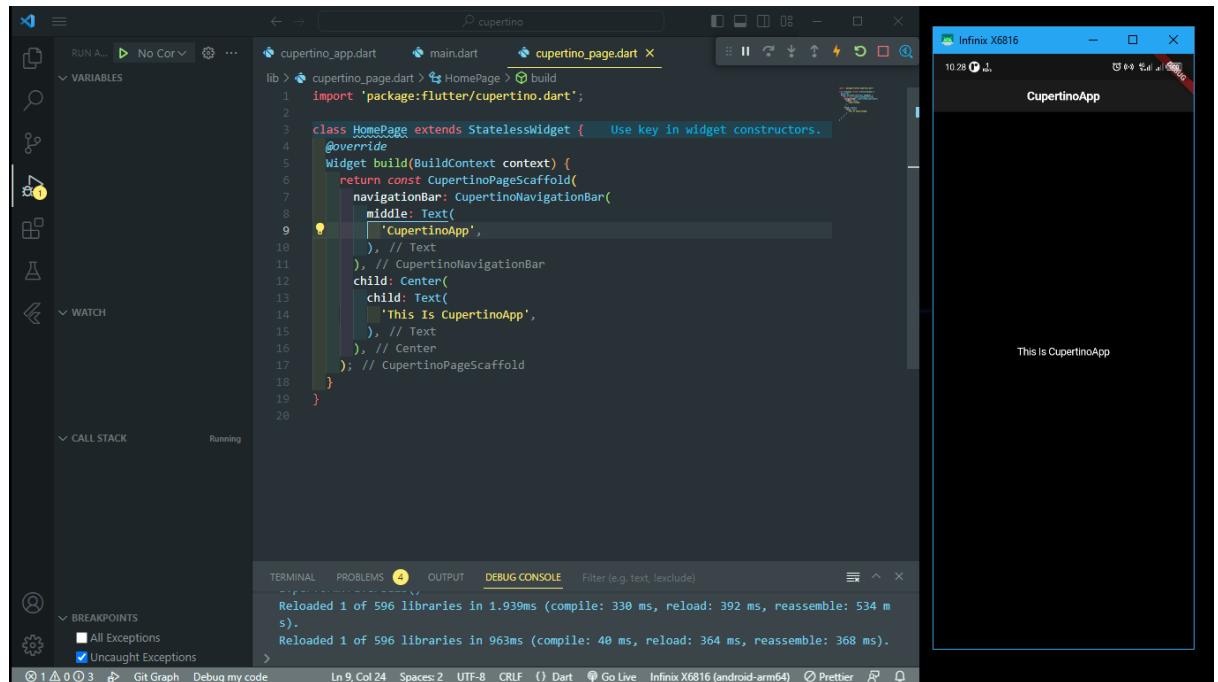 cupertino
RUN A... No Cor
cupertino_app.dart main.dart cupertino_page.dart
VARIABLES
lib > cupertino_page.dart > HomePage > build
1 import 'package:flutter/cupertino.dart';
2
3 class HomePage extends StatelessWidget { Use key in widget constructors.
4 @override
5 Widget build(BuildContext context) {
6 return const CupertinoPageScaffold(
7 navigationBar: CupertinoNavigationBar(
8 middle: Text(
9 'CupertinoApp',
10 ), // Text
11 ), // CupertinoNavigationBar
12 child: Center(
13 child: Text(
14 'This Is CupertinoApp',
15 ), // Text
16 ), // Center
17 ); // CupertinoPageScaffold
18 }
19 }
20
1
WATCH
CALL STACK Running
BREAKPOINTS
All Exceptions
Uncaught Exceptions
TERMINAL PROBLEMS 4 OUTPUT DEBUG CONSOLE Filter (e.g. text, !exclude)
Reloaded 1 of 596 libraries in 1.939ms (compile: 330 ms, reload: 392 ms, reassemble: 534 m
s).
Reloaded 1 of 596 libraries in 963ms (compile: 40 ms, reload: 364 ms, reassemble: 368 ms).
>
1 0 3 Git Graph Debug my code Ln 9, Col 24 Spaces: 2 UTF-8 CRLF {} Dart Go Live Infinix X6816 (android-arm64) Prettier
Infinix X6816
10.28
CupertinoApp
This Is CupertinoApp